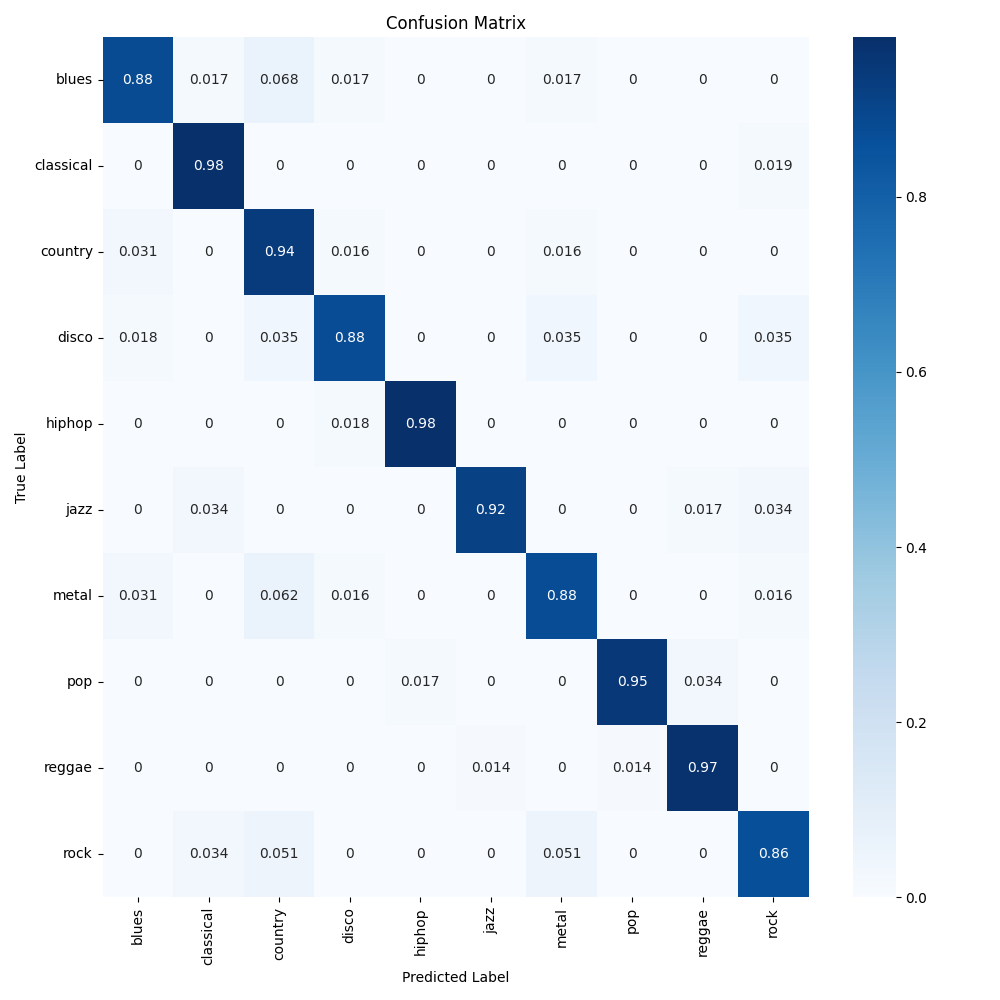 Confusion Matrix
blues 0.88 0.017 0.068 0.017 0 0 0.017 0 0 0
classical 0 0.98 0 0 0 0 0 0 0 0.019
country 0.031 0 0.94 0.016 0 0 0.016 0 0 0
disco 0.018 0 0.035 0.88 0 0 0.035 0 0 0.035
hiphop 0 0 0 0.018 0.98 0 0 0 0 0
jazz 0 0.034 0 0 0 0.92 0 0 0.017 0.034
metal 0.031 0 0.062 0.016 0 0 0.88 0 0 0.016
pop 0 0 0 0 0.017 0 0 0.95 0.034 0
reggae 0 0 0 0 0 0.014 0 0.014 0.97 0
rock 0 0.034 0.051 0 0 0 0.051 0 0 0.86
True Label
blues classical country disco hiphop jazz metal pop reggae rock
Predicted Label
0.8
0.6
0.4
0.2
0.0